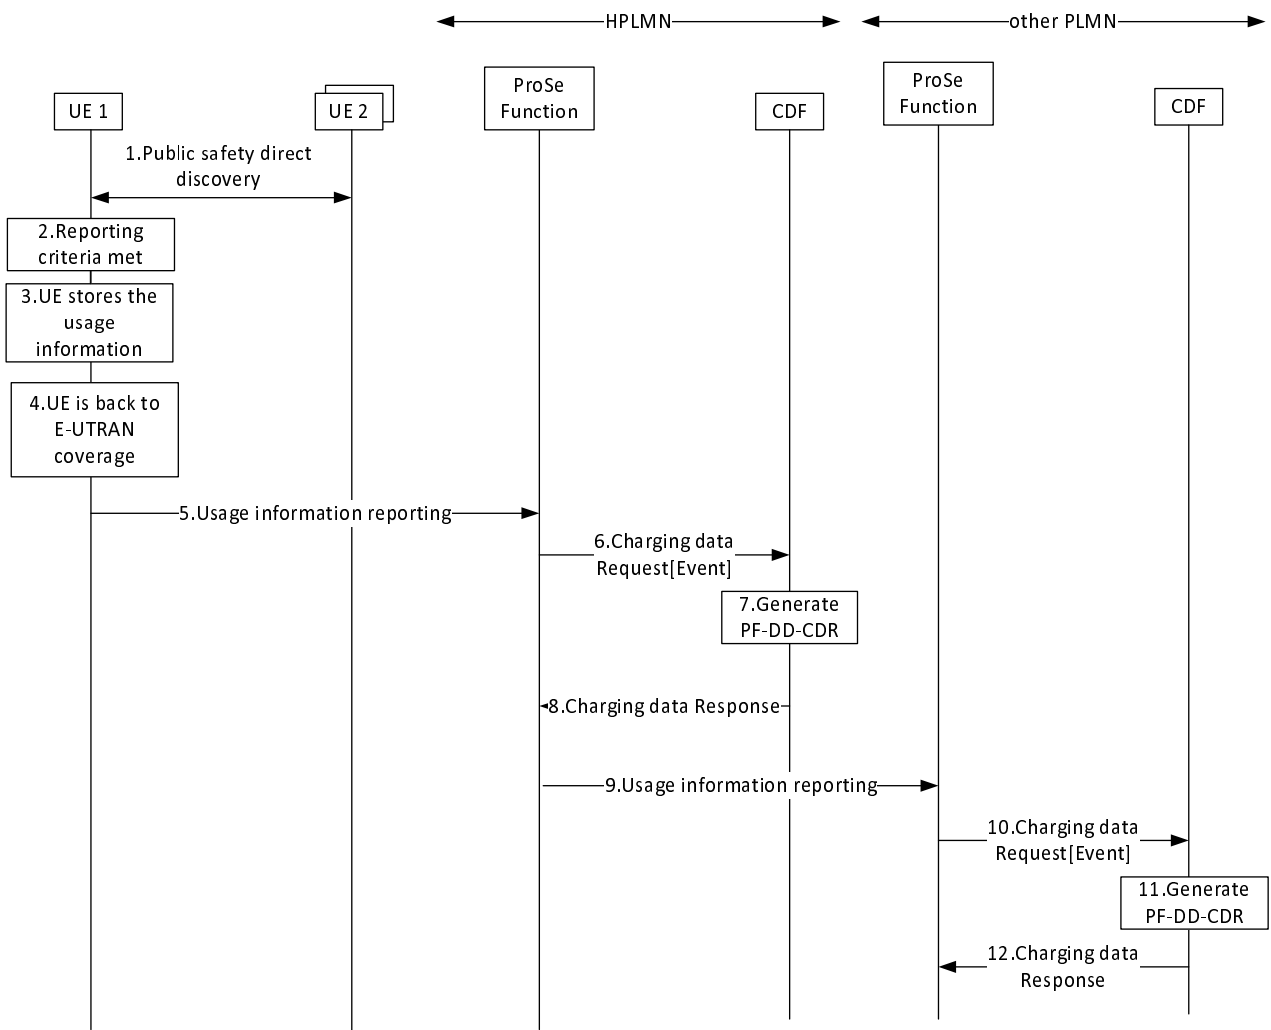 HPLMN
other PLMN
UE 1
UE 2
ProSe
Function
CDF
ProSe
Function
CDF
1.Public safety direct
discovery
2.Reporting
criteria met
3.UE stores the
usage
information
4.UE is back to
E-UTRAN
coverage
5.Usage information reporting
6.Charging data
Request[Event]
7.Generate
PF-DD-CDR
8.Charging data Response
9.Usage information reporting
10.Charging data
Request[Event]
11.Generate
PF-DD-CDR
12.Charging data
Response